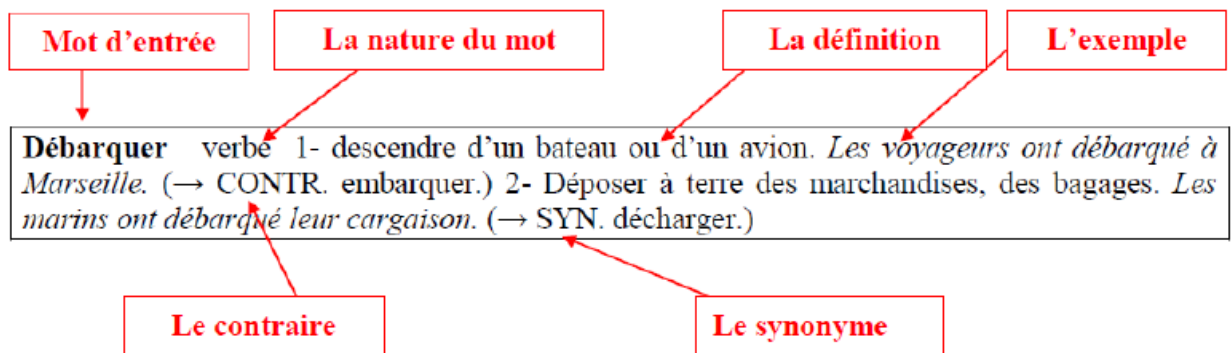 Mot d'entrée
La nature du mot
La définition
L'exemple
Débarquer verbe 1- descendre d'un bateau ou d'un avion. Les voyageurs ont débarqué à
Marseille. (→ CONTR. embarquer.) 2- Déposer à terre des marchandises, des bagages. Les
marins ont débarqué leur cargaison. (→ SYN. décharger.)
Le contraire
Le synonyme